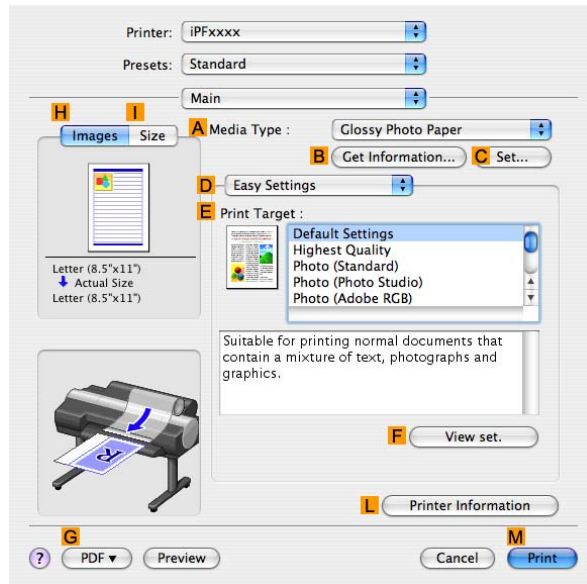 Printer: iPFxxxx
Presets: Standard
Main
H I
Images Size
A Media Type : Glossy Photo Paper
B Get Information... C Set...
D Easy Settings
E Print Target :
Default Settings
Highest Quality
Photo (Standard)
Photo (Photo Studio)
Photo (Adobe RGB)
Letter (8.5"x11")
Actual Size
Letter (8.5"x11")
Suitable for printing normal documents that
contain a mixture of text, photographs and
graphics.
R
F View set.
L Printer Information
G M
? PDF ▼ Preview Cancel Print